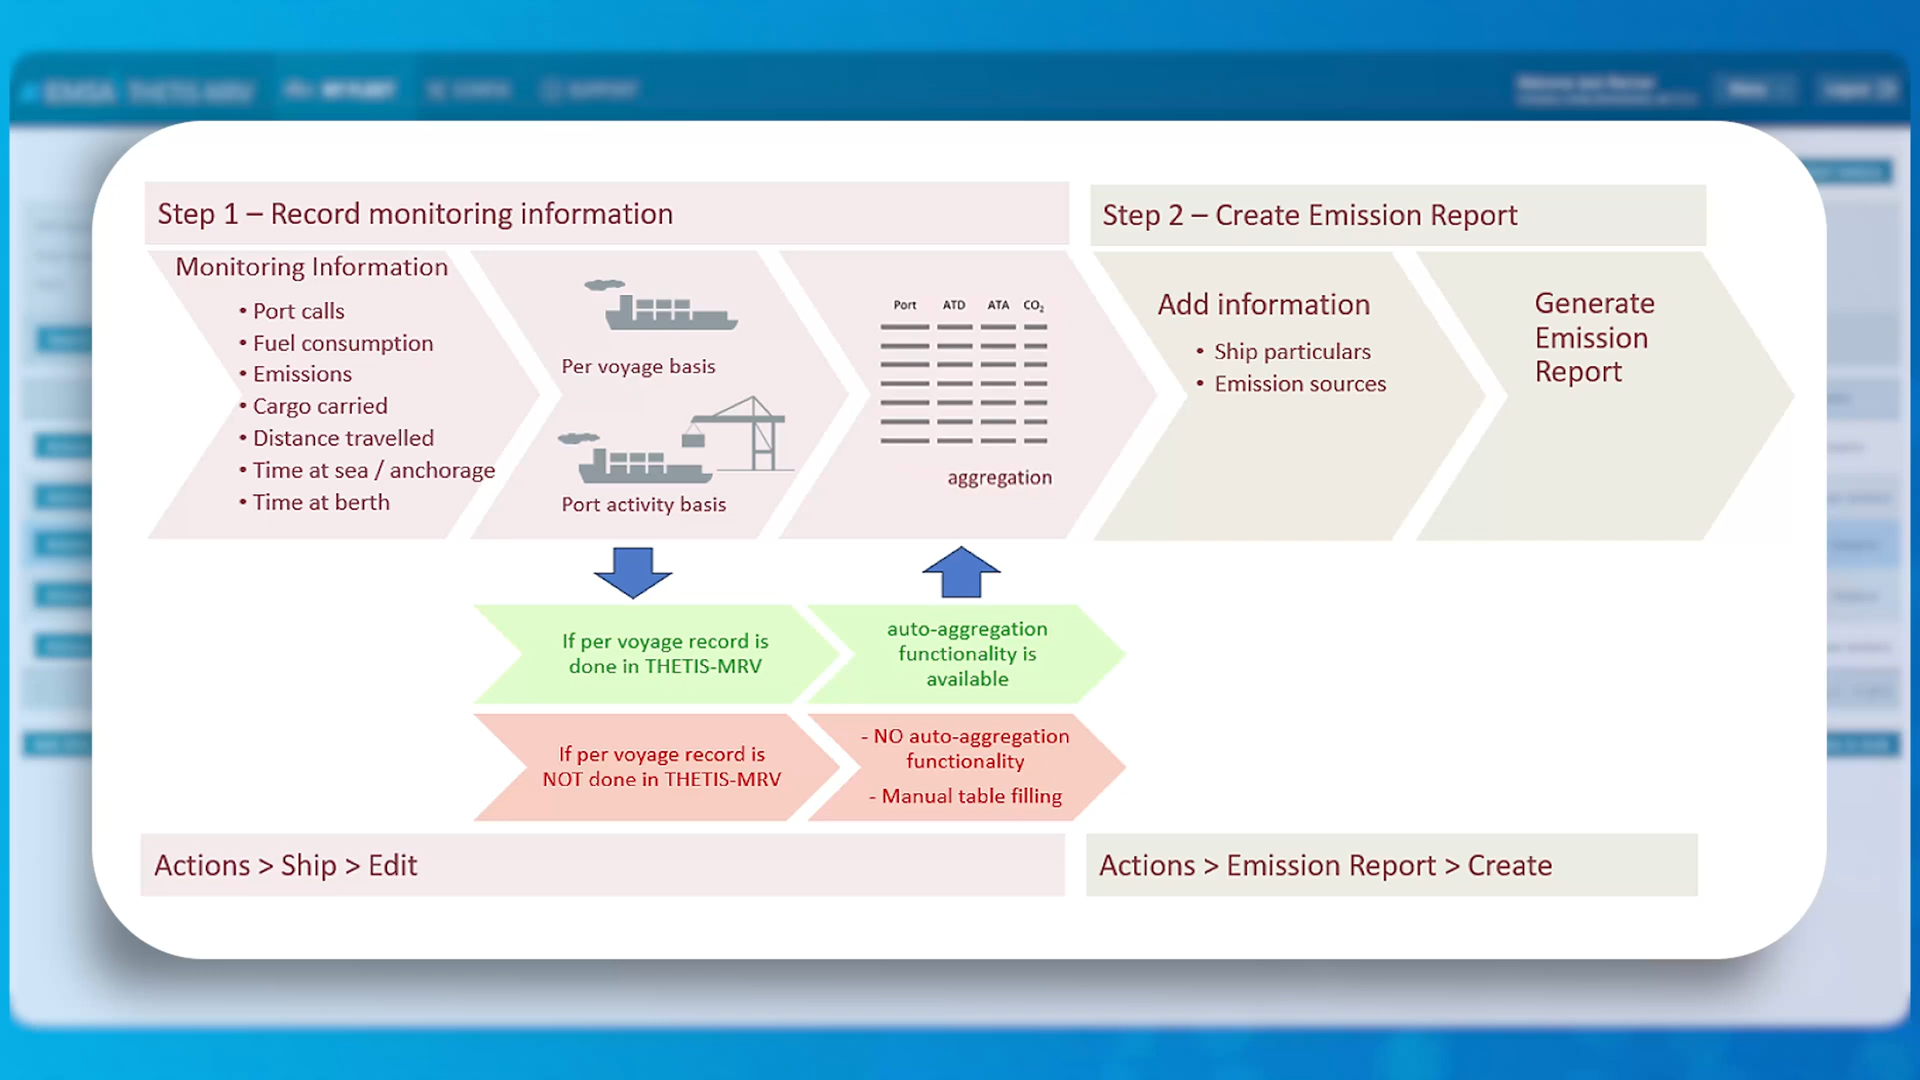 EMSA THETIS-MRV
Step 1 – Record monitoring information
Step 2 – Create Emission Report
Monitoring Information
• Port calls
• Fuel consumption
• Emissions
• Cargo carried
• Distance travelled
• Time at sea / anchorage
• Time at berth
Per voyage basis
Port activity basis
Port ATD ATA CO₂
aggregation
Add information
• Ship particulars
• Emission sources
Generate
Emission
Report
If per voyage record is
done in THETIS-MRV
auto-aggregation
functionality is
available
If per voyage record is
NOT done in THETIS-MRV
- NO auto-aggregation
functionality
- Manual table filling
Actions > Ship > Edit
Actions > Emission Report > Create